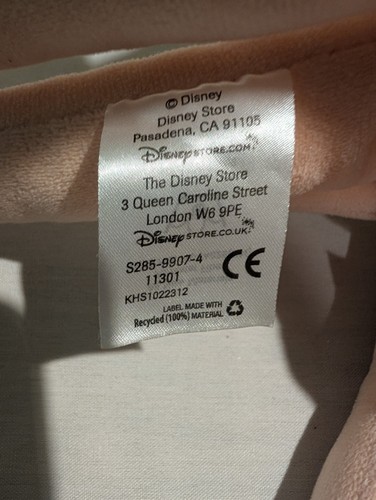 © Disney
Disney Store
Pasadena, CA 91105
DISNEYSTORE.COM
The Disney Store
3 Queen Caroline Street
London W6 9PE
DISNEYSTORE.CO.UK
S285-9907-4
11301
KHS1022312
CE
LABEL MADE WITH
Recycled (100%) MATERIAL